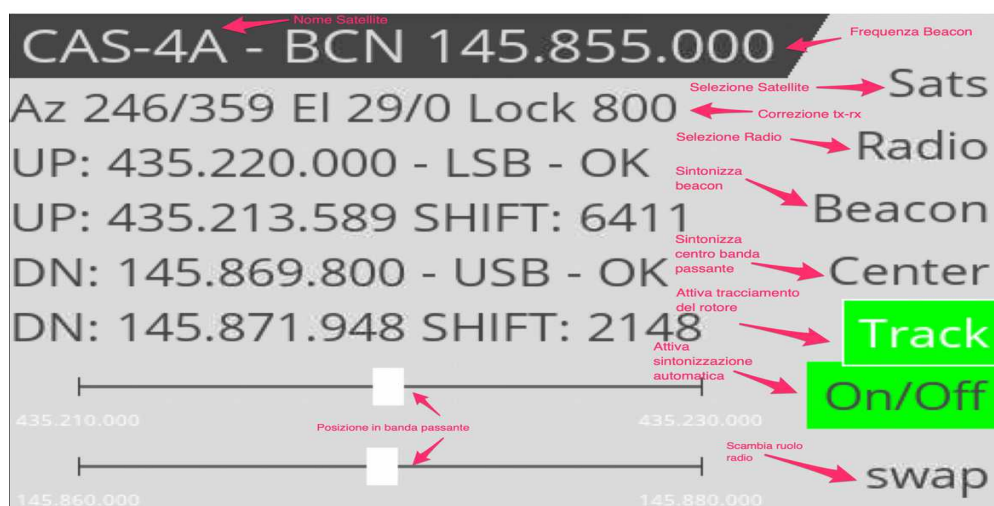 Nome Satellite
CAS-4A - BCN 145.855.000
Frequenza Beacon
Selezione Satellite
Sats
Az 246/359 El 29/0 Lock 800
Correzione tx-rx
Selezione Radio
Radio
UP: 435.220.000 - LSB - OK
Sintonizza
beacon
Beacon
UP: 435.213.589 SHIFT: 6411
Sintonizza
centro banda
passante
Center
DN: 145.869.800 - USB - OK
Attiva tracciamento
del rotore
Track
DN: 145.871.948 SHIFT: 2148
Attiva
sintonizzazione
automatica
On/Off
435.210.000
435.230.000
Posizione in banda passante
Scambia ruolo
radio
swap
145.860.000
145.880.000